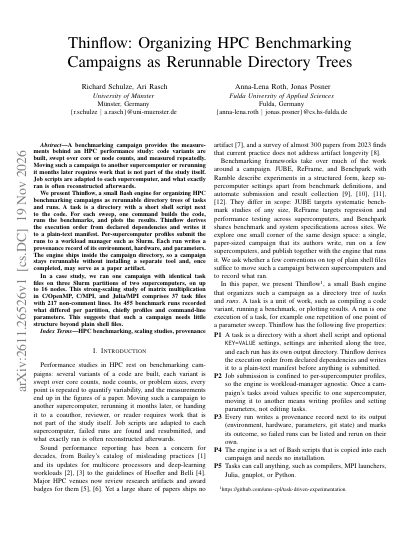 Thinflow: Organizing HPC Benchmarking
Campaigns as Rerunnable Directory Trees
Richard Schulze, Ari Rasch
University of Münster
Münster, Germany
{r.schulze | a.rasch}@uni-muenster.de
Anna-Lena Roth, Jonas Posner
Fulda University of Applied Sciences
Fulda, Germany
{anna-lena.roth | jonas.posner}@cs.hs-fulda.de
arXiv:2611.26526v1 [cs.DC] 19 Nov 2026
Abstract—A benchmarking campaign provides the measure-
ments behind an HPC performance study: code variants are
built, swept over core or node counts, and measured repeatedly.
Moving such a campaign to another supercomputer or rerunning
it months later requires work that is not part of the study itself.
Job scripts are adapted to each supercomputer, and what exactly
ran is often reconstructed afterwards.
We present Thinflow, a small Bash engine for organizing HPC
benchmarking campaigns as rerunnable directory trees of tasks
and runs. A task is a directory with a short shell script next
to the code. For each sweep, one command builds the code,
run the benchmarks, and plots the results. Thinflow derives
the execution order from declared dependencies and writes it to
a plain-text manifest. Per-supercomputer profiles submit the
runs to a workload manager such as Slurm. Each run writes a
provenance record of its environment, hardware, and parameters.
The engine ships inside the campaign directory, so a campaign
stays rerunnable without installing a separate tool and, once
completed, may serve as a paper artifact.
In a case study, we ran one campaign with identical task
files on three Slurm partitions of two supercomputers, on up
to 16 nodes. This strong-scaling study of matrix multiplication
in C/OpenMP, C/MPI, and Julia/MPI comprises 37 task files
with 217 non-comment lines. Its 455 benchmark runs recorded
what differed per partition, chiefly profiles and command-line
parameters. This suggests that such a campaign needs little
structure beyond plain shell files.
Index Terms—HPC benchmarking, scaling studies, provenance
I. INTRODUCTION
Performance studies in HPC rest on benchmarking cam-
paigns: several variants of a code are built, each variant is
swept over core counts, node counts, or problem sizes, every
point is repeated to quantify variability, and the measurements
end up in the figures of a paper. Moving such a campaign to
another supercomputer, rerunning it months later, or handing
it to a coauthor, reviewer, or reader requires work that is not
part of the study itself: Job scripts are adapted to each super-
computer, failed runs are found and resubmitted, and what
exactly ran is often reconstructed afterwards.
Sound performance reporting has been a concern for
decades, from Bailey's catalog of misleading practices [1]
and its updates for multicore processors and deep-learning
workloads [2], [3] to the guidelines of Hoefler and Belli [4].
Major HPC venues now review research artifacts and award
badges for them [5], [6]. Yet a large share of papers ships no
artifact [7], and a survey of almost 300 papers from 2023 finds
that current practice does not address artifact longevity [8].
Benchmarking frameworks take over much of the work
around a campaign. JUBE, ReFrame, and Benchpark with
Ramble describe experiments in a structured form, keep su-
percomputer settings apart from benchmark definitions, and
automate submission and result collection [9], [10], [11],
[12]. They differ in scope: JUBE targets systematic bench-
mark studies of any size, ReFrame targets regression and
performance testing across supercomputers, and Benchpark
shares benchmark and system specifications across sites. We
explore one small corner of the same design space: a single,
paper-sized campaign that its authors write, run on a few
supercomputers, and publish together with the engine that runs
it. We ask whether a few conventions on top of plain shell files
suffice to move such a campaign between supercomputers and
to record what ran.
In this paper, we present Thinflow¹, a small Bash engine
that organizes such a campaign as a directory tree of tasks
and runs. A task is a unit of work, such as compiling a code
variant, running a benchmark, or plotting results. A run is one
execution of a task, for example one repetition of one point of
a parameter sweep. Thinflow has the following five properties:
P1 A task is a directory with a short shell script and optional
KEY=VALUE settings. settings are inherited along the tree,
and each run has its own directory. Thinflow derives the
execution order from declared dependencies and writes
it to a plain-text manifest before anything is submitted.
P2 Job submission is confined to per-supercomputer profiles,
so the engine is workload-manager agnostic. Once a cam-
paign's tasks avoid values specific to one supercomputer,
moving it to another means writing profiles and setting
parameters, not editing tasks.
P3 Every run writes a provenance record next to its output
(environment, hardware, parameters, git state) and marks
its outcome, so failed runs can be listed and rerun on their
own.
P4 The engine is a set of Bash scripts that is copied into each
campaign and needs no installation.
P5 Tasks can call anything, such as compilers, MPI launchers,
Julia, gnuplot, or Python.